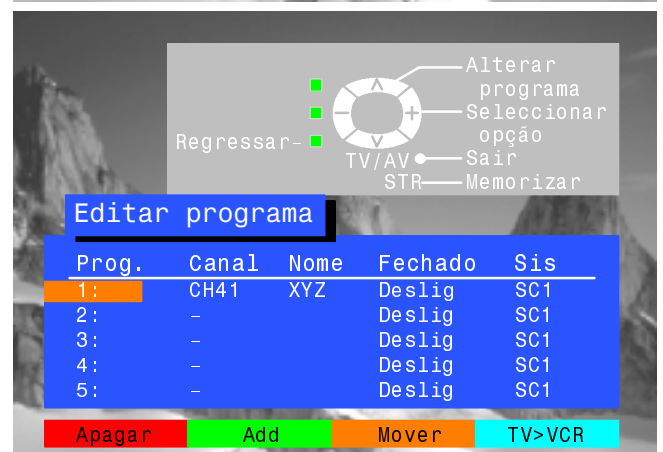 Alterar
programa
Seleccionar
opção
Regressar
TV/AV Sair
STR Memorizar
Editar programa
Prog. Canal Nome Fechado Sis
1: CH41 XYZ Deslig SC1
2: - Deslig SC1
3: - Deslig SC1
4: - Deslig SC1
5: - Deslig SC1
Apagar Add Mover TV>VCR